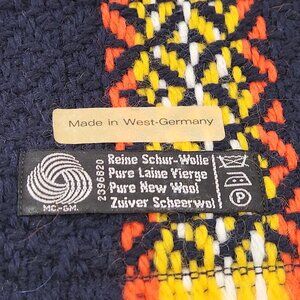 Made in West-Germany
Reine Schur-Wolle
Pure Laine Vierge
Pure New Wool
Zuiver Scheerwol
2396820
MC.-GM.
P